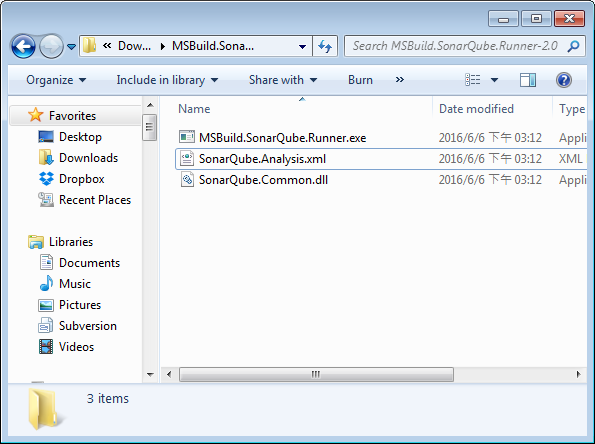 Dow... MSBuild.Sona... Search MSBuild.SonarQube.Runner-2.0
Organize Include in library Share with Burn »
Favorites
Desktop
Downloads
Dropbox
Recent Places
Libraries
Documents
Music
Pictures
Subversion
Videos
Name Date modified Type
MSBuild.SonarQube.Runner.exe 2016/6/6 下午 03:12 Appli
SonarQube.Analysis.xml 2016/6/6 下午 03:12 XML
SonarQube.Common.dll 2016/6/6 下午 03:12 Appli
3 items